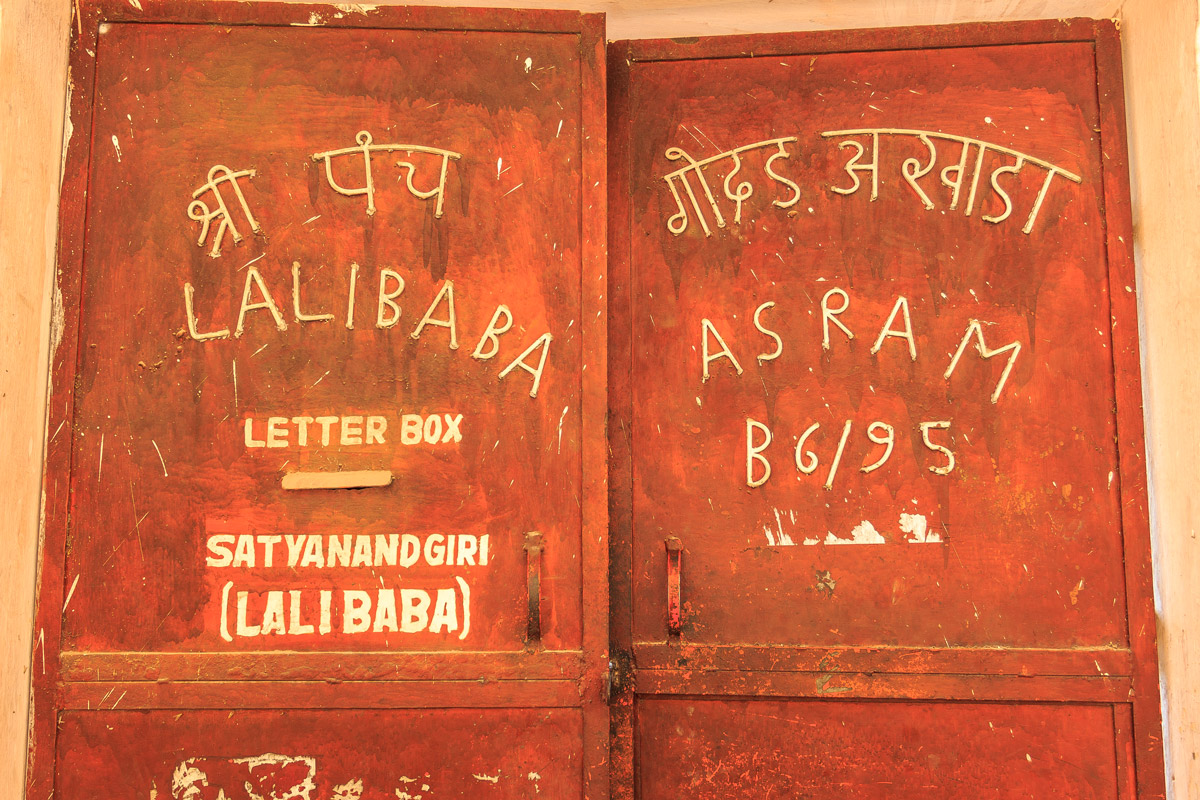 श्री पंच गोदड अखाडा
LALIBABA ASRAM
B6/95
LETTER BOX
SATYANANDGIRI
(LALIBABA)